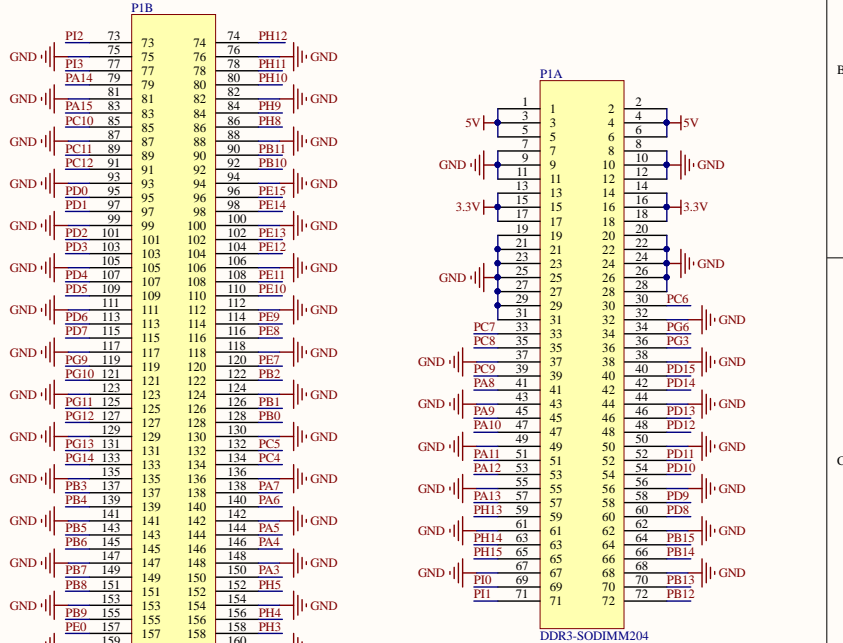 P1B
PI2 73 73 74 74 PH12
GND 75 75 76 76 GND
PI3 77 77 78 78 PH11
PA14 79 79 80 80 PH10
GND 81 81 82 82 GND
PA15 83 83 84 84 PH9
PC10 85 85 86 86 PH8
GND 87 87 88 88 GND
PC11 89 89 90 90 PB11
PC12 91 91 92 92 PB10
GND 93 93 94 94 GND
PD0 95 95 96 96 PE15
PD1 97 97 98 98 PE14
GND 99 99 100 100 GND
PD2 101 101 102 102 PE13
PD3 103 103 104 104 PE12
GND 105 105 106 106 GND
PD4 107 107 108 108 PE11
PD5 109 109 110 110 PE10
GND 111 111 112 112 GND
PD6 113 113 114 114 PE9
PD7 115 115 116 116 PE8
GND 117 117 118 118 GND
PG9 119 119 120 120 PE7
PG10 121 121 122 122 PB2
GND 123 123 124 124 GND
PG11 125 125 126 126 PB1
PG12 127 127 128 128 PB0
GND 129 129 130 130 GND
PG13 131 131 132 132 PC5
PG14 133 133 134 134 PC4
GND 135 135 136 136 GND
PB3 137 137 138 138 PA7
PB4 139 139 140 140 PA6
GND 141 141 142 142 GND
PB5 143 143 144 144 PA5
PB6 145 145 146 146 PA4
GND 147 147 148 148 GND
PB7 149 149 150 150 PA3
PB8 151 151 152 152 PH5
GND 153 153 154 154 GND
PB9 155 155 156 156 PH4
PE0 157 157 158 158 PH3
159 160
P1A
1 1 2 2
5V 3 3 4 4 5V
5 5 6 6
7 7 8 8
GND 9 9 10 10 GND
11 11 12 12
13 13 14 14
3.3V 15 15 16 16 3.3V
17 17 18 18
19 19 20 20
21 21 22 22
23 23 24 24 GND
GND 25 25 26 26
27 27 28 28
29 29 30 30 PC6
31 31 32 32 GND
PC7 33 33 34 34 PG6
PC8 35 35 36 36 PG3
GND 37 37 38 38 GND
PC9 39 39 40 40 PD15
PA8 41 41 42 42 PD14
GND 43 43 44 44 GND
PA9 45 45 46 46 PD13
PA10 47 47 48 48 PD12
GND 49 49 50 50 GND
PA11 51 51 52 52 PD11
PA12 53 53 54 54 PD10
GND 55 55 56 56 GND
PA13 57 57 58 58 PD9
PH13 59 59 60 60 PD8
GND 61 61 62 62 GND
PH14 63 63 64 64 PB15
PH15 65 65 66 66 PB14
GND 67 67 68 68 GND
PI0 69 69 70 70 PB13
PI1 71 71 72 72 PB12
DDR3-SODIMM204
B
C